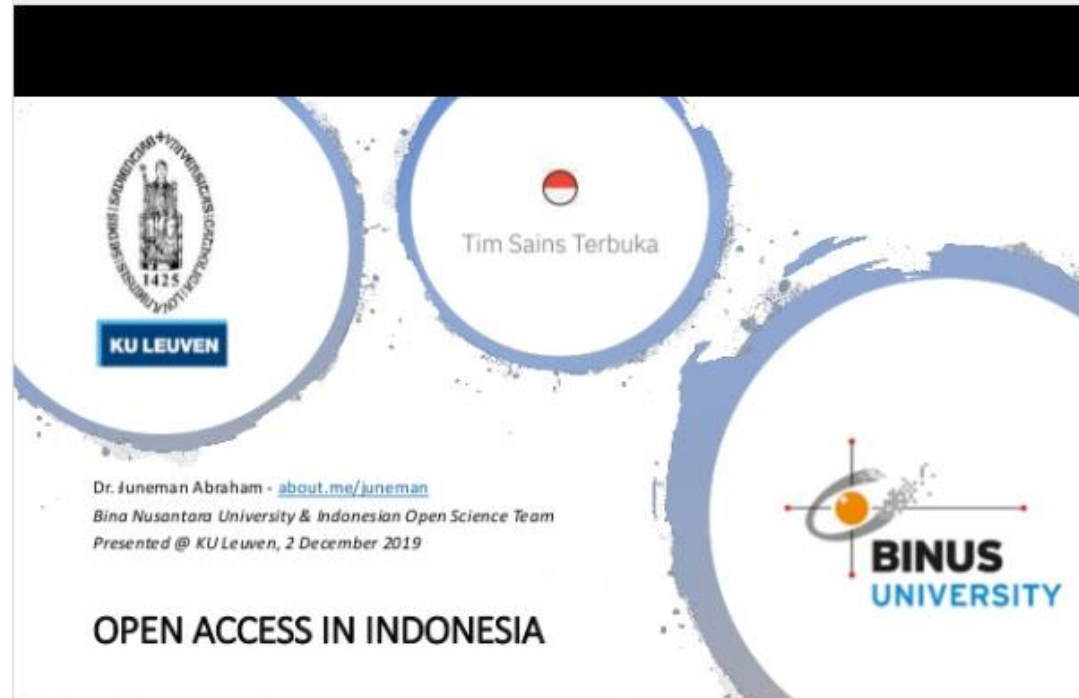 1425
KU LEUVEN
Tim Sains Terbuka
Dr. Juneman Abraham - about.me/juneman
Bina Nusantara University & Indonesian Open Science Team
Presented @ KU Leuven, 2 December 2019
OPEN ACCESS IN INDONESIA
BINUS
UNIVERSITY